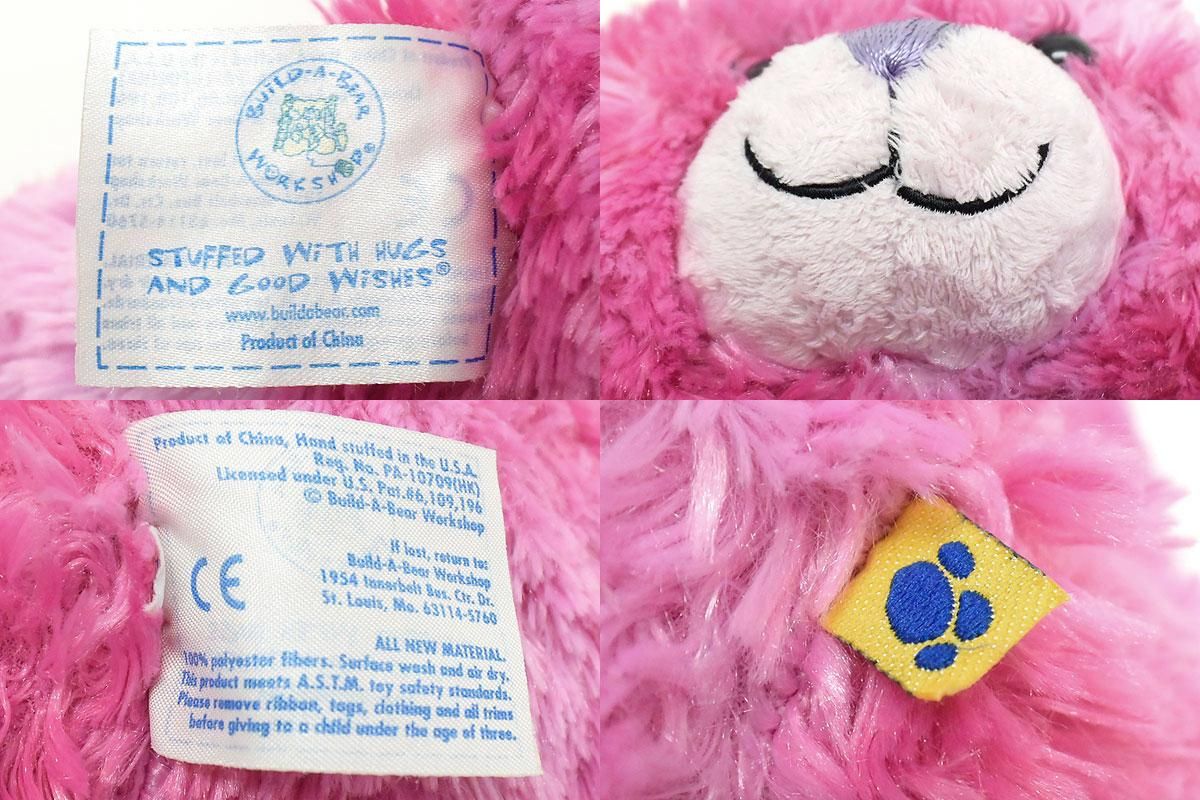 BUILD-A-BEAR
WORKSHOP®
STUFFED WITH HUGS
AND GOOD WISHES®
www.buildabear.com
Product of China
Product of China, Hand stuffed in the U.S.A.
Reg. No. PA-10709(HK)
Licensed under U.S. Pat.#6,109,196
© Build-A-Bear Workshop
If lost, return to:
Build-A-Bear Workshop
1954 Innerbelt Bus. Ctr. Dr.
St. Louis, Mo. 63114-5760
CE
ALL NEW MATERIAL.
100% polyester fibers. Surface wash and air dry.
This product meets A.S.T.M. toy safety standards.
Please remove ribbon, tags, clothing and all trims
before giving to a child under the age of three.